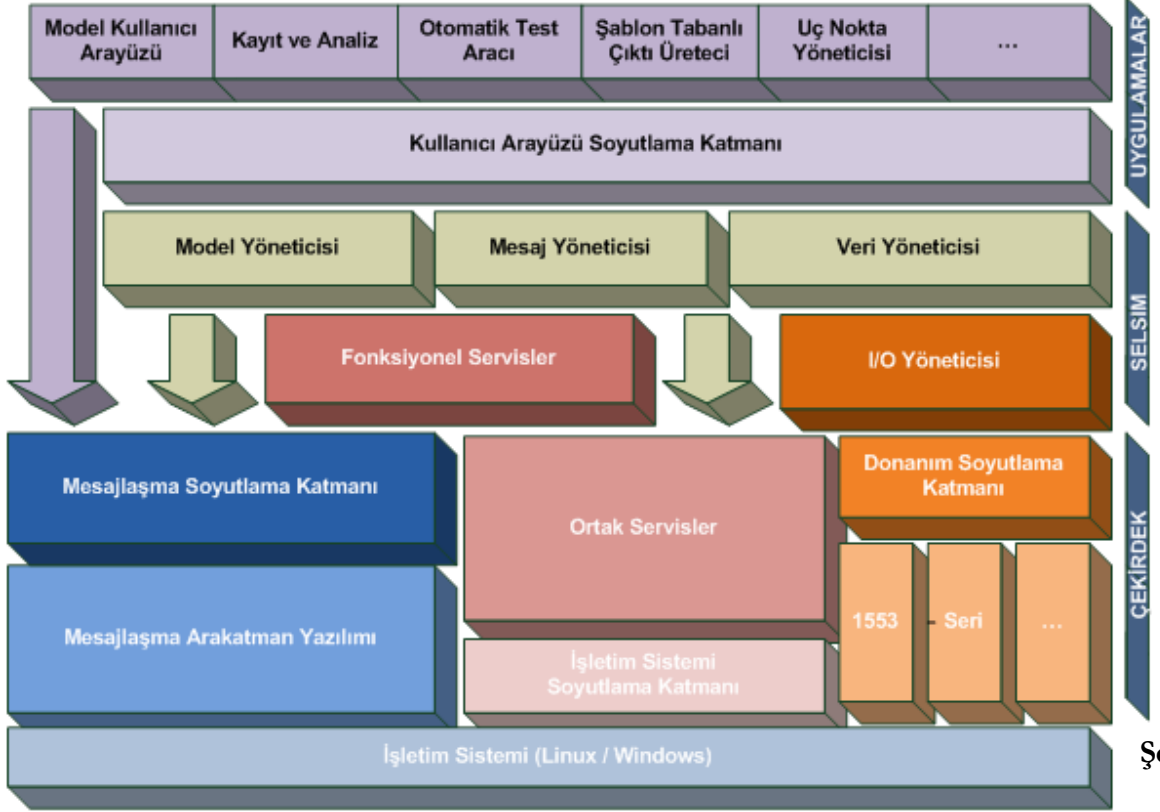 Model Kullanıcı
Arayüzü
Kayıt ve Analiz
Otomatik Test
Aracı
Şablon Tabanlı
Çıktı Üreteci
Uç Nokta
Yöneticisi
...
UYGULAMALAR
Kullanıcı Arayüzü Soyutlama Katmanı
Model Yöneticisi
Mesaj Yöneticisi
Veri Yöneticisi
SELSIM
Fonksiyonel Servisler
I/O Yöneticisi
Mesajlaşma Soyutlama Katmanı
Ortak Servisler
Donanım Soyutlama
Katmanı
ÇEKİRDEK
Mesajlaşma Arakatman Yazılımı
1553
- Seri
...
İşletim Sistemi
Soyutlama Katmanı
İşletim Sistemi (Linux / Windows)